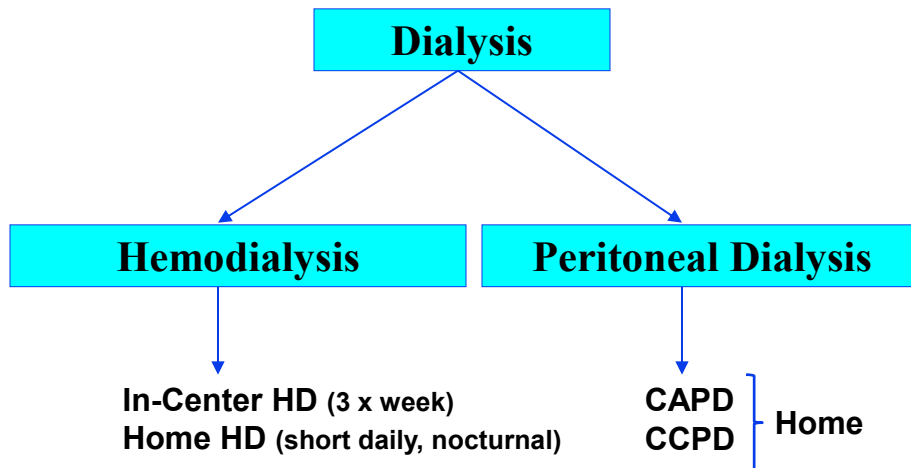 Dialysis
Hemodialysis
Peritoneal Dialysis
In-Center HD (3 x week)
Home HD (short daily, nocturnal)
CAPD
CCPD
Home